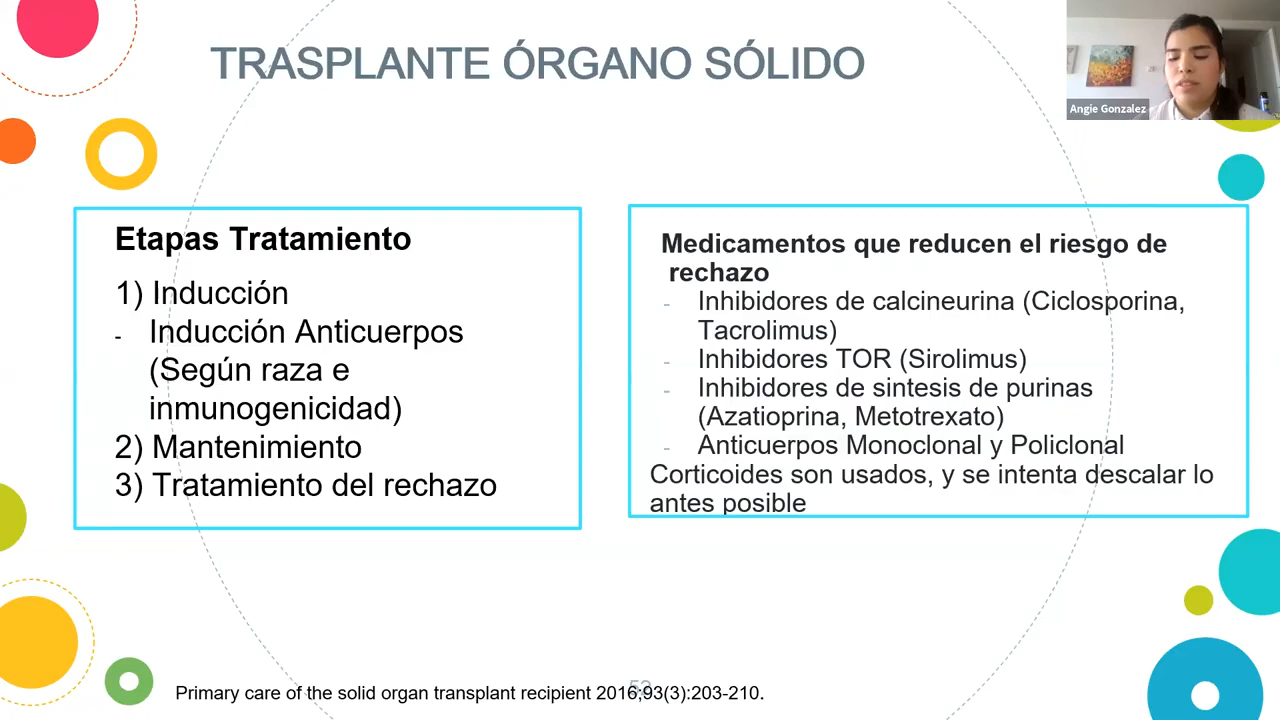 TRASPLANTE ÓRGANO SÓLIDO
Angie Gonzalez
Etapas Tratamiento
1) Inducción
- Inducción Anticuerpos
(Según raza e
inmunogenicidad)
2) Mantenimiento
3) Tratamiento del rechazo
Medicamentos que reducen el riesgo de
rechazo
- Inhibidores de calcineurina (Ciclosporina,
Tacrolimus)
- Inhibidores TOR (Sirolimus)
- Inhibidores de sintesis de purinas
(Azatioprina, Metotrexato)
- Anticuerpos Monoclonal y Policlonal
Corticoides son usados, y se intenta descalar lo
antes posible
Primary care of the solid organ transplant recipient 2016;93(3):203-210.